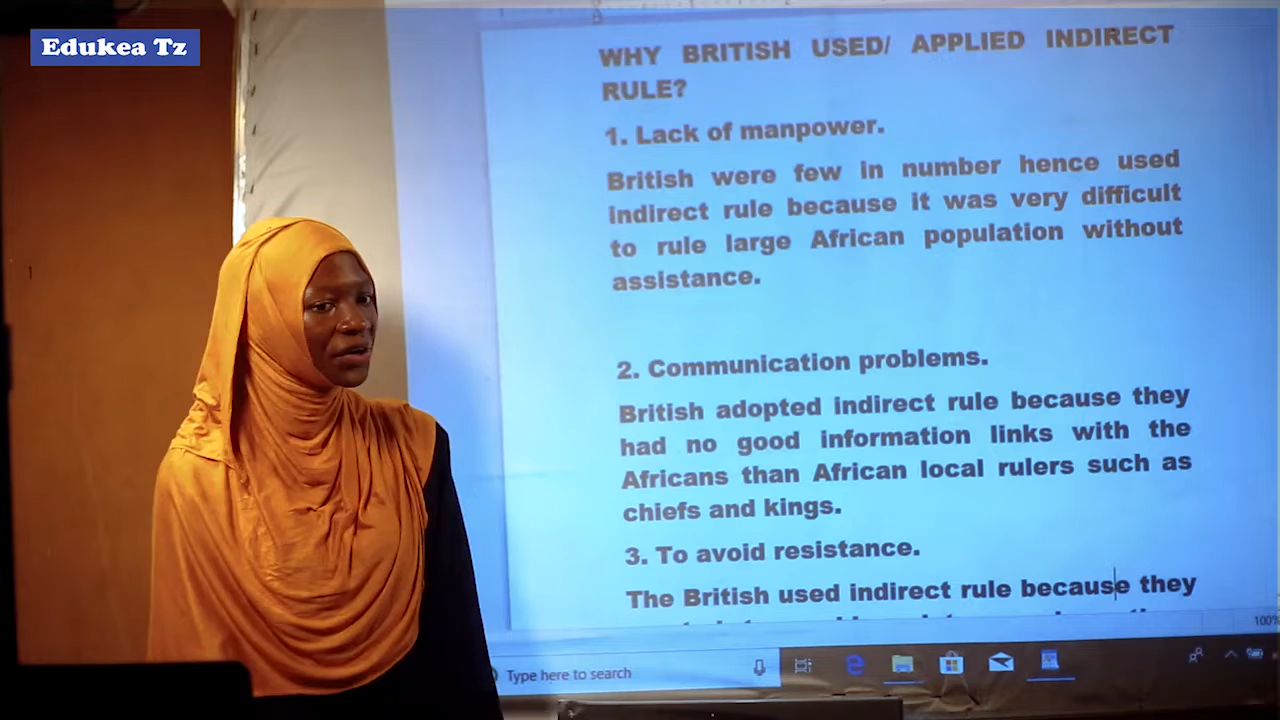 Edukea Tz
WHY BRITISH USED/ APPLIED INDIRECT
RULE?
1. Lack of manpower.
British were few in number hence used
indirect rule because it was very difficult
to rule large African population without
assistance.
2. Communication problems.
British adopted indirect rule because they
had no good information links with the
Africans than African local rulers such as
chiefs and kings.
3. To avoid resistance.
The British used indirect rule because they
100%
Type here to search